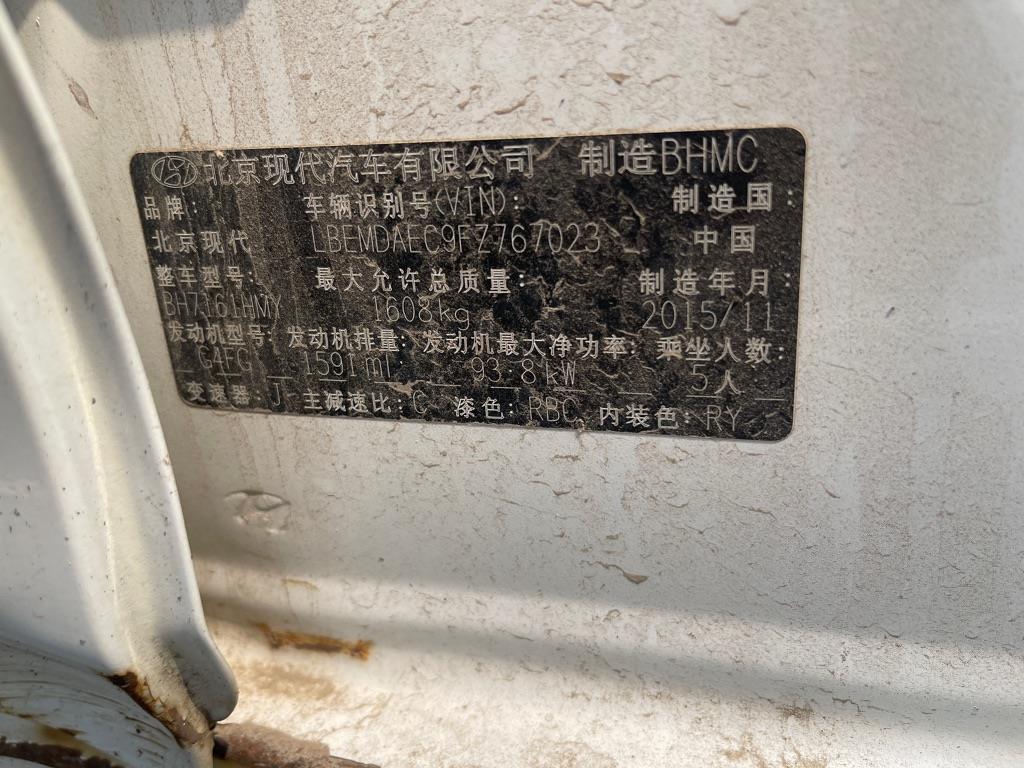 北京现代汽车有限公司 制造BHMC
品牌: 车辆识别号(VIN): 制造国:
北京现代 LBEMDAEC9FZ767023 中国
整车型号: 最大允许总质量: 制造年月:
BH7161HMY 1608kg 2015/11
发动机型号: 发动机排量: 发动机最大净功率: 乘坐人数:
G4FG 1591ml 93.8kW 5人
变速器: J 主减速比: C 漆色: RBC 内装色: RY